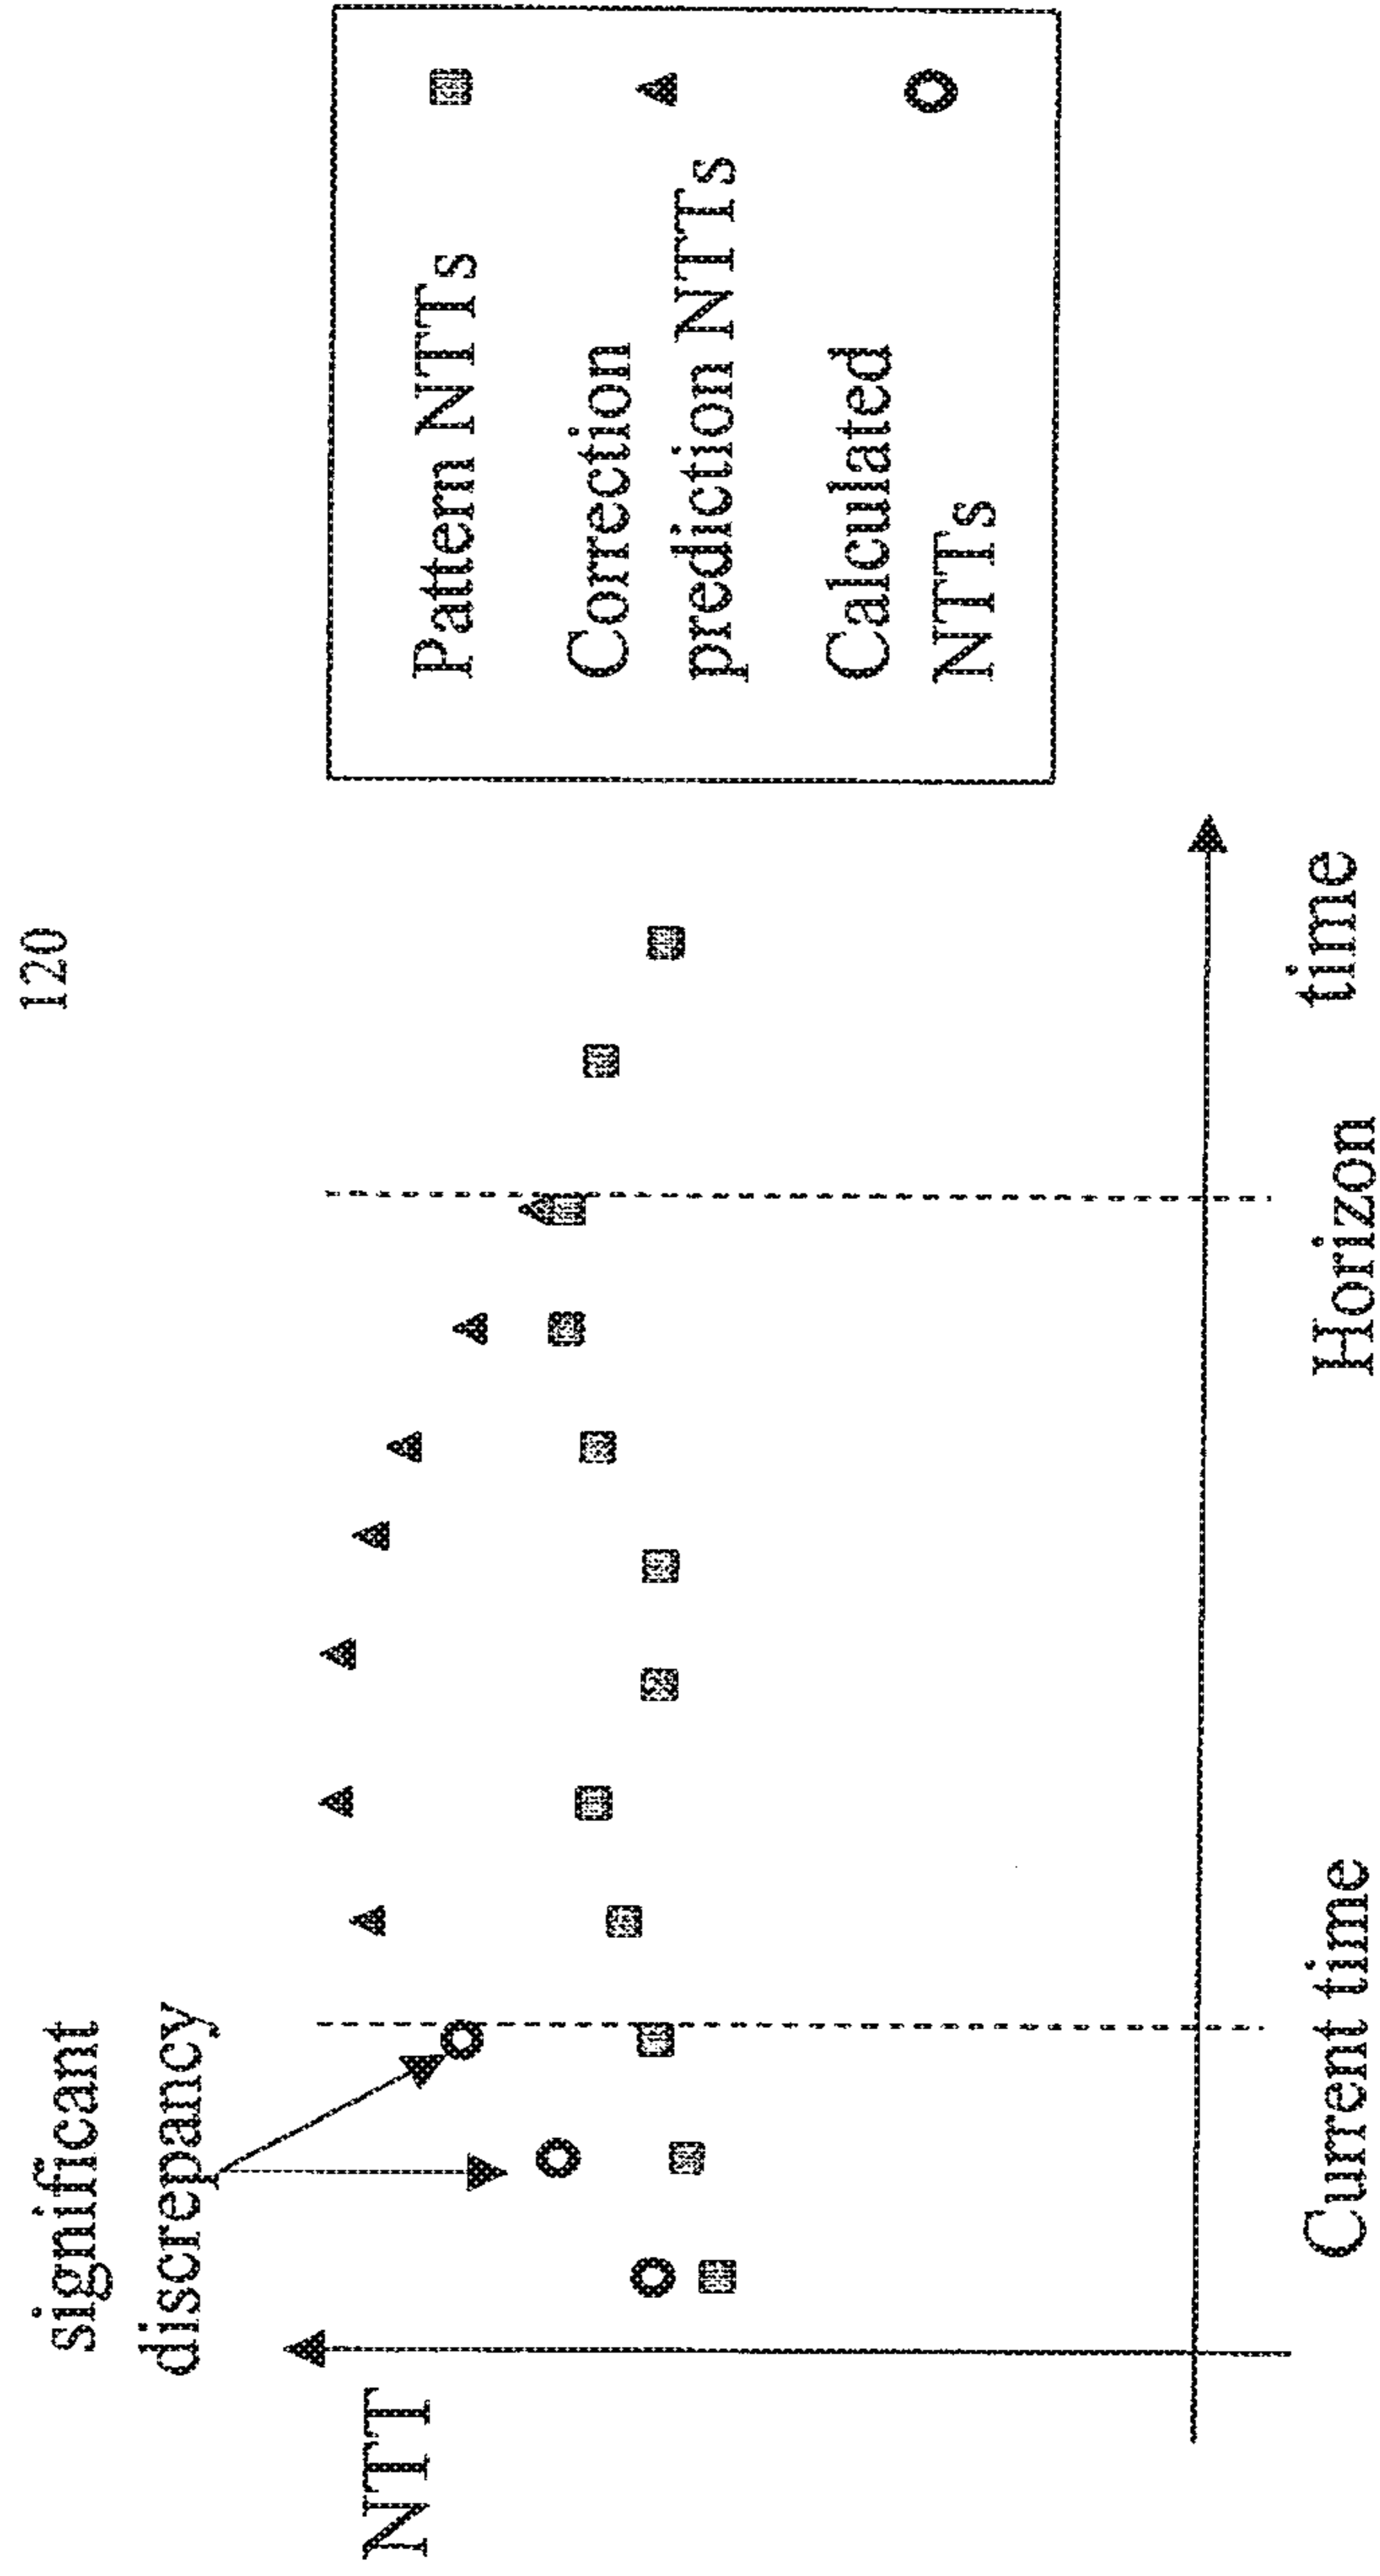 120
significant
discrepancy
NTT
Current time
Horizon
time
Pattern NTTs
Correction
prediction NTTs
Calculated
NTTs